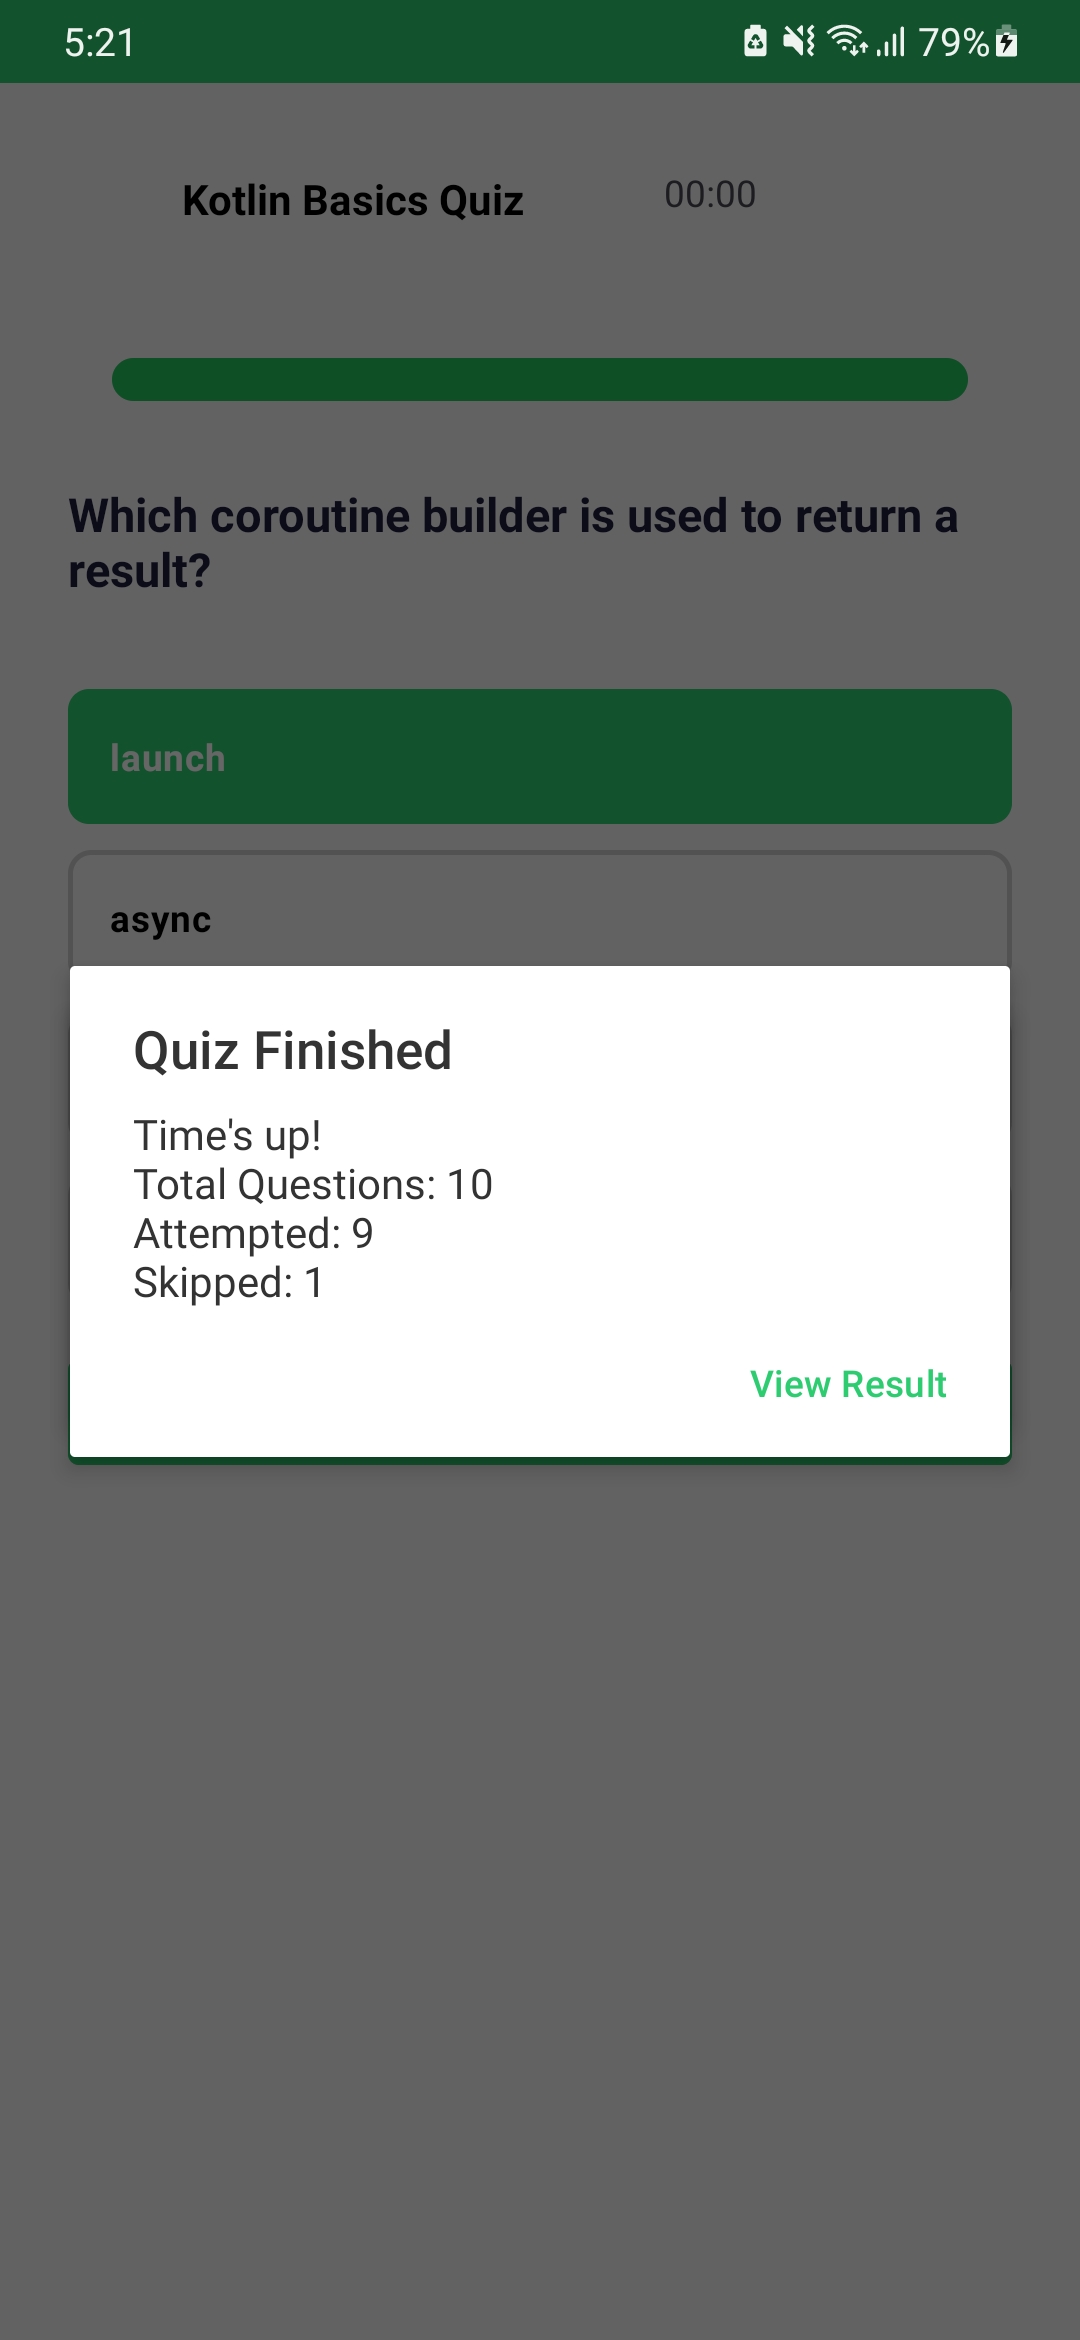 5:21
79%
Kotlin Basics Quiz
00:00
Which coroutine builder is used to return a
result?
launch
async
Quiz Finished
Time's up!
Total Questions: 10
Attempted: 9
Skipped: 1
View Result